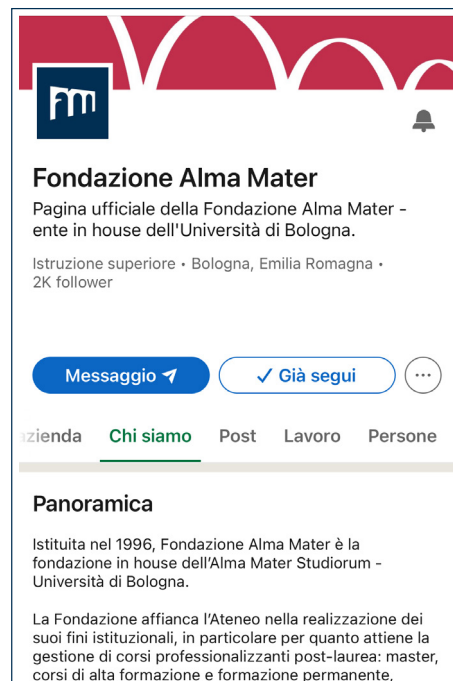 fm
Fondazione Alma Mater
Pagina ufficiale della Fondazione Alma Mater -
ente in house dell'Università di Bologna.
Istruzione superiore • Bologna, Emilia Romagna •
2K follower
Messaggio
Già segui
zienda Chi siamo Post Lavoro Persone
Panoramica
Istituita nel 1996, Fondazione Alma Mater è la
fondazione in house dell’Alma Mater Studiorum -
Università di Bologna.
La Fondazione affianca l’Ateneo nella realizzazione dei
suoi fini istituzionali, in particolare per quanto attiene la
gestione di corsi professionalizzanti post-laurea: master,
corsi di alta formazione e formazione permanente,